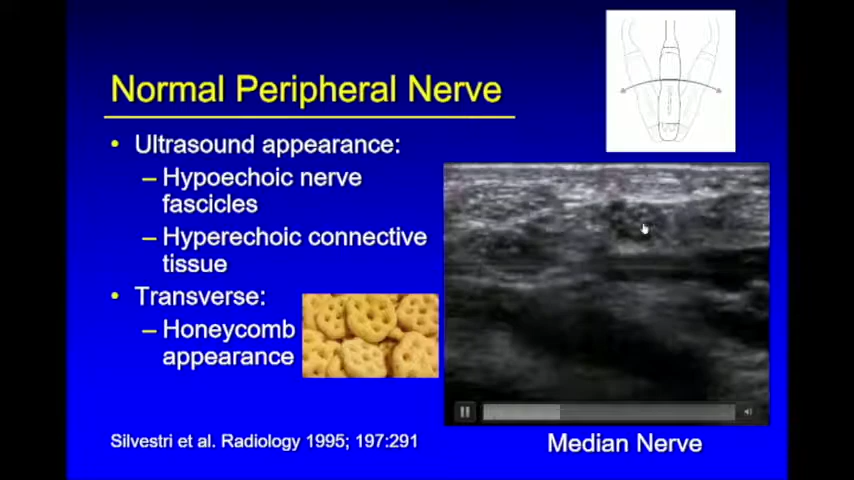 Normal Peripheral Nerve
• Ultrasound appearance:
– Hypoechoic nerve
fascicles
– Hyperechoic connective
tissue
• Transverse:
– Honeycomb
appearance
Silvestri et al. Radiology 1995; 197:291
Median Nerve